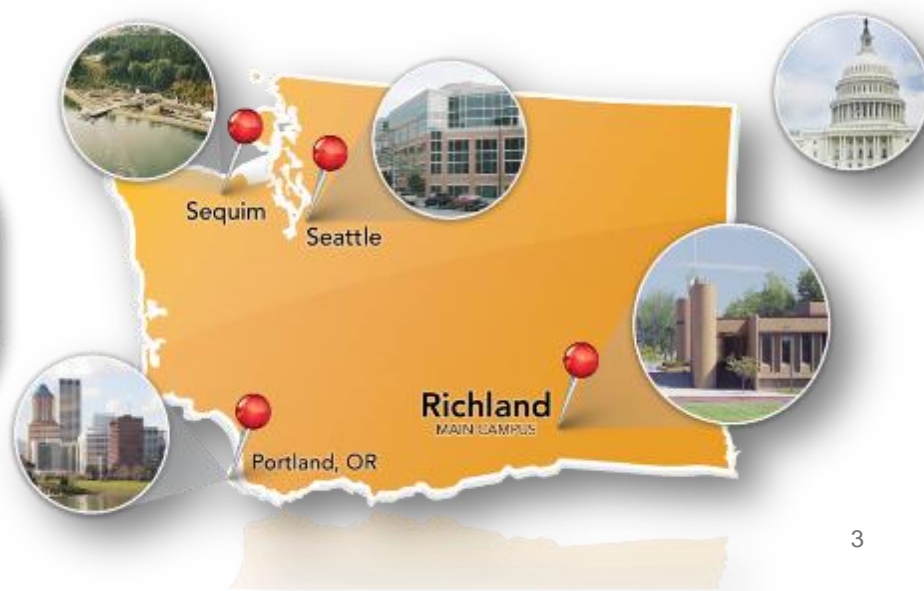 Sequim
Seattle
Richland
MAIN CAMPUS
Portland, OR
3